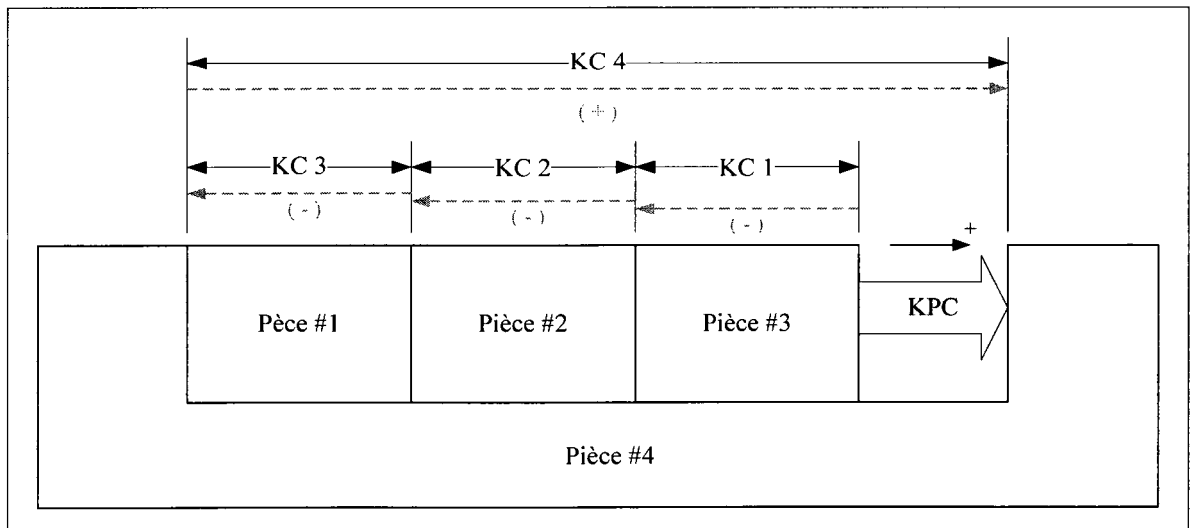 KC 4
( + )
KC 3 KC 2 KC 1
( - ) ( - ) ( - )
+
Pèce #1 Pièce #2 Pièce #3 KPC
Pièce #4